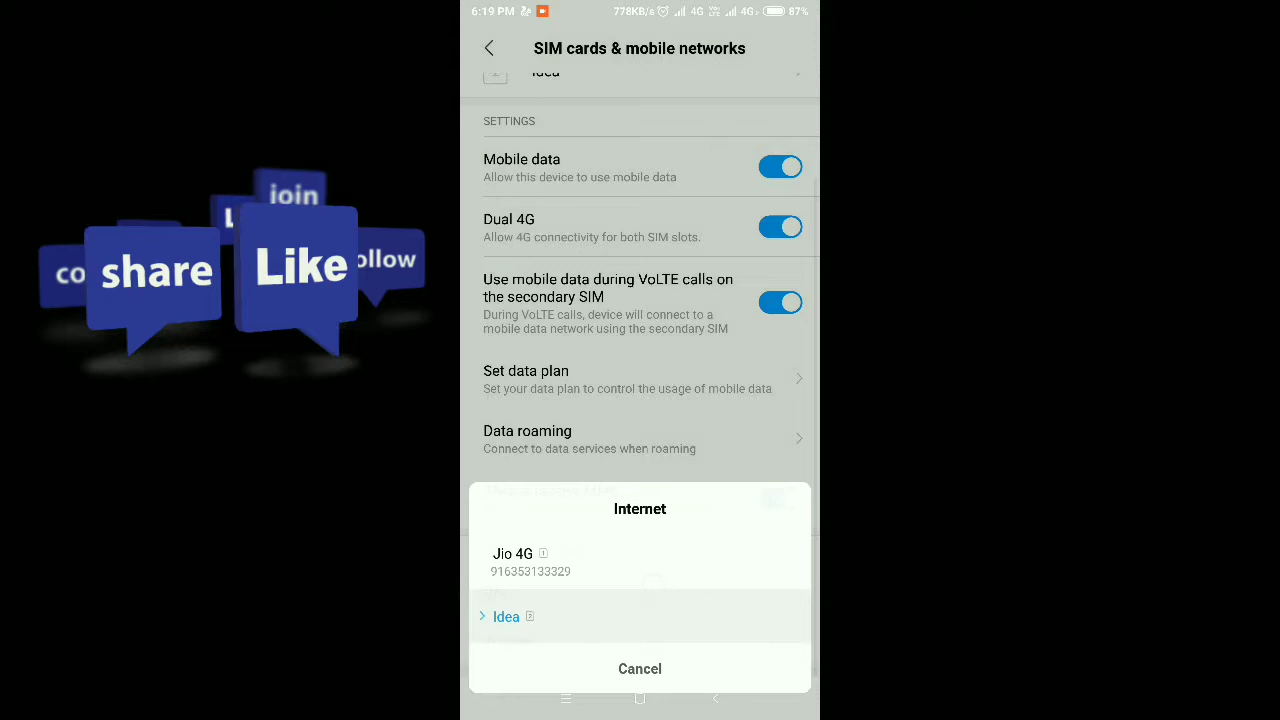 6:19 PM 778KB/s 4G VoLTE 4G 87%
SIM cards & mobile networks
Idea
SETTINGS
Mobile data
Allow this device to use mobile data
Dual 4G
Allow 4G connectivity for both SIM slots.
Use mobile data during VoLTE calls on
the secondary SIM
During VoLTE calls, device will connect to a
mobile data network using the secondary SIM
Set data plan
Set your data plan to control the usage of mobile data
Data roaming
Connect to data services when roaming
Internet
Jio 4G 1
916353133329
Idea 2
Cancel
join
L
co
share
Like
ollow